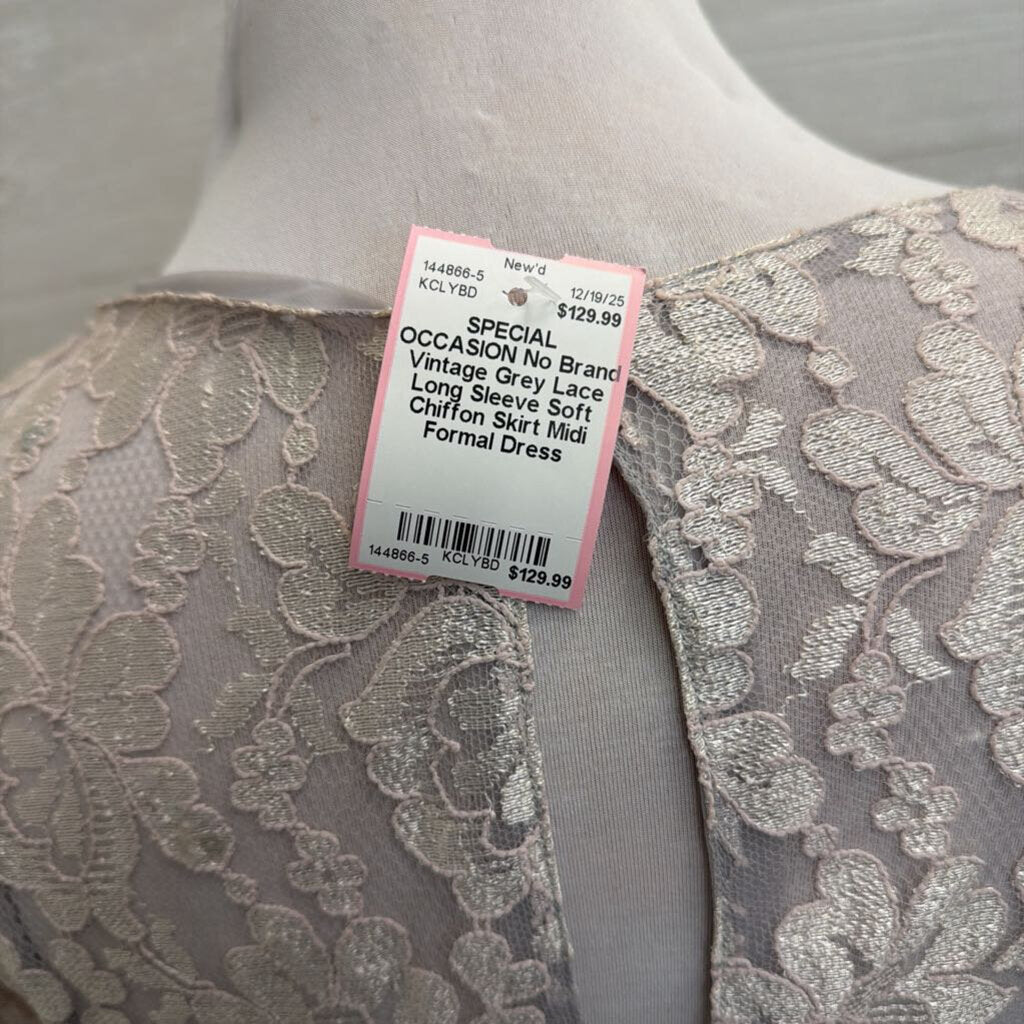 New'd
144866-5
KCLYBD
12/19/25
$129.99
SPECIAL
OCCASION No Brand
Vintage Grey Lace
Long Sleeve Soft
Chiffon Skirt Midi
Formal Dress
144866-5 KCLYBD $129.99